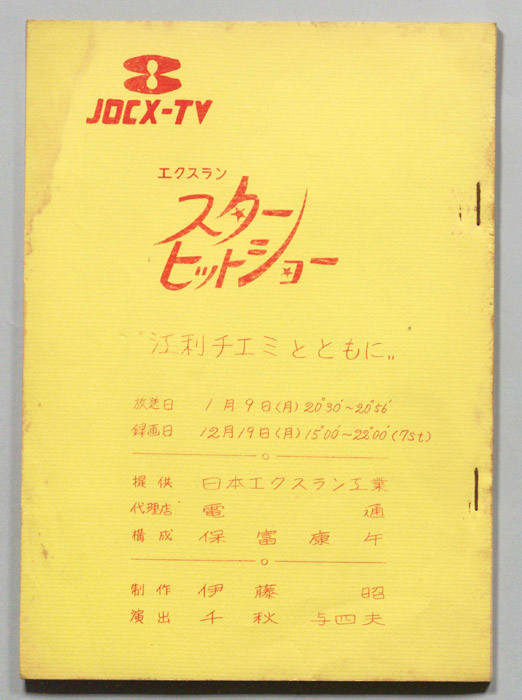 JOCX-TV
エクスラン
スター
ヒットショー
"江利チエミとともに"
放送日 1月9日(月) 20°30'~20°56'
録画日 12月19日(月) 15°00'~22°00' (7st)
提供 日本エクスラン工業
代理店 電通
構成 保富康午
制作 伊藤昭
演出 千秋与四夫